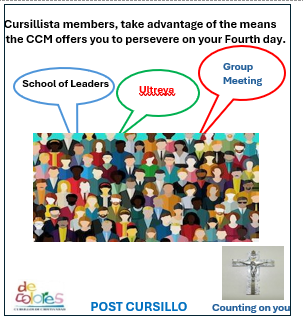 Cursillista members, take advantage of the means
the CCM offers you to persevere on your Fourth day.
School of Leaders
Ultreya
Group
Meeting
de
colores
POST CURSILLO
Counting on you